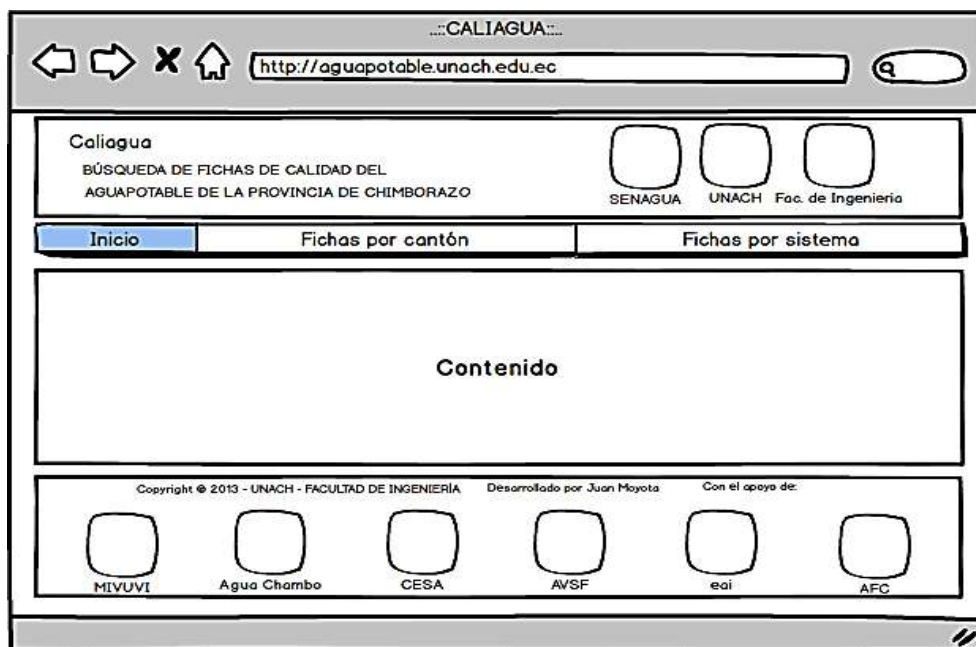 ..::CALIAGUA::..
http://aguapotable.unach.edu.ec
Caliagua
BÚSQUEDA DE FICHAS DE CALIDAD DEL
AGUAPOTABLE DE LA PROVINCIA DE CHIMBORAZO
SENAGUA UNACH Fac. de Ingenieria
Inicio Fichas por cantón Fichas por sistema
Contenido
Copyright © 2013 - UNACH - FACULTAD DE INGENIERÍA Desarrollado por Juan Moyota Con el apoyo de:
MIVUVI Agua Chambo CESA AVSF eai AFC